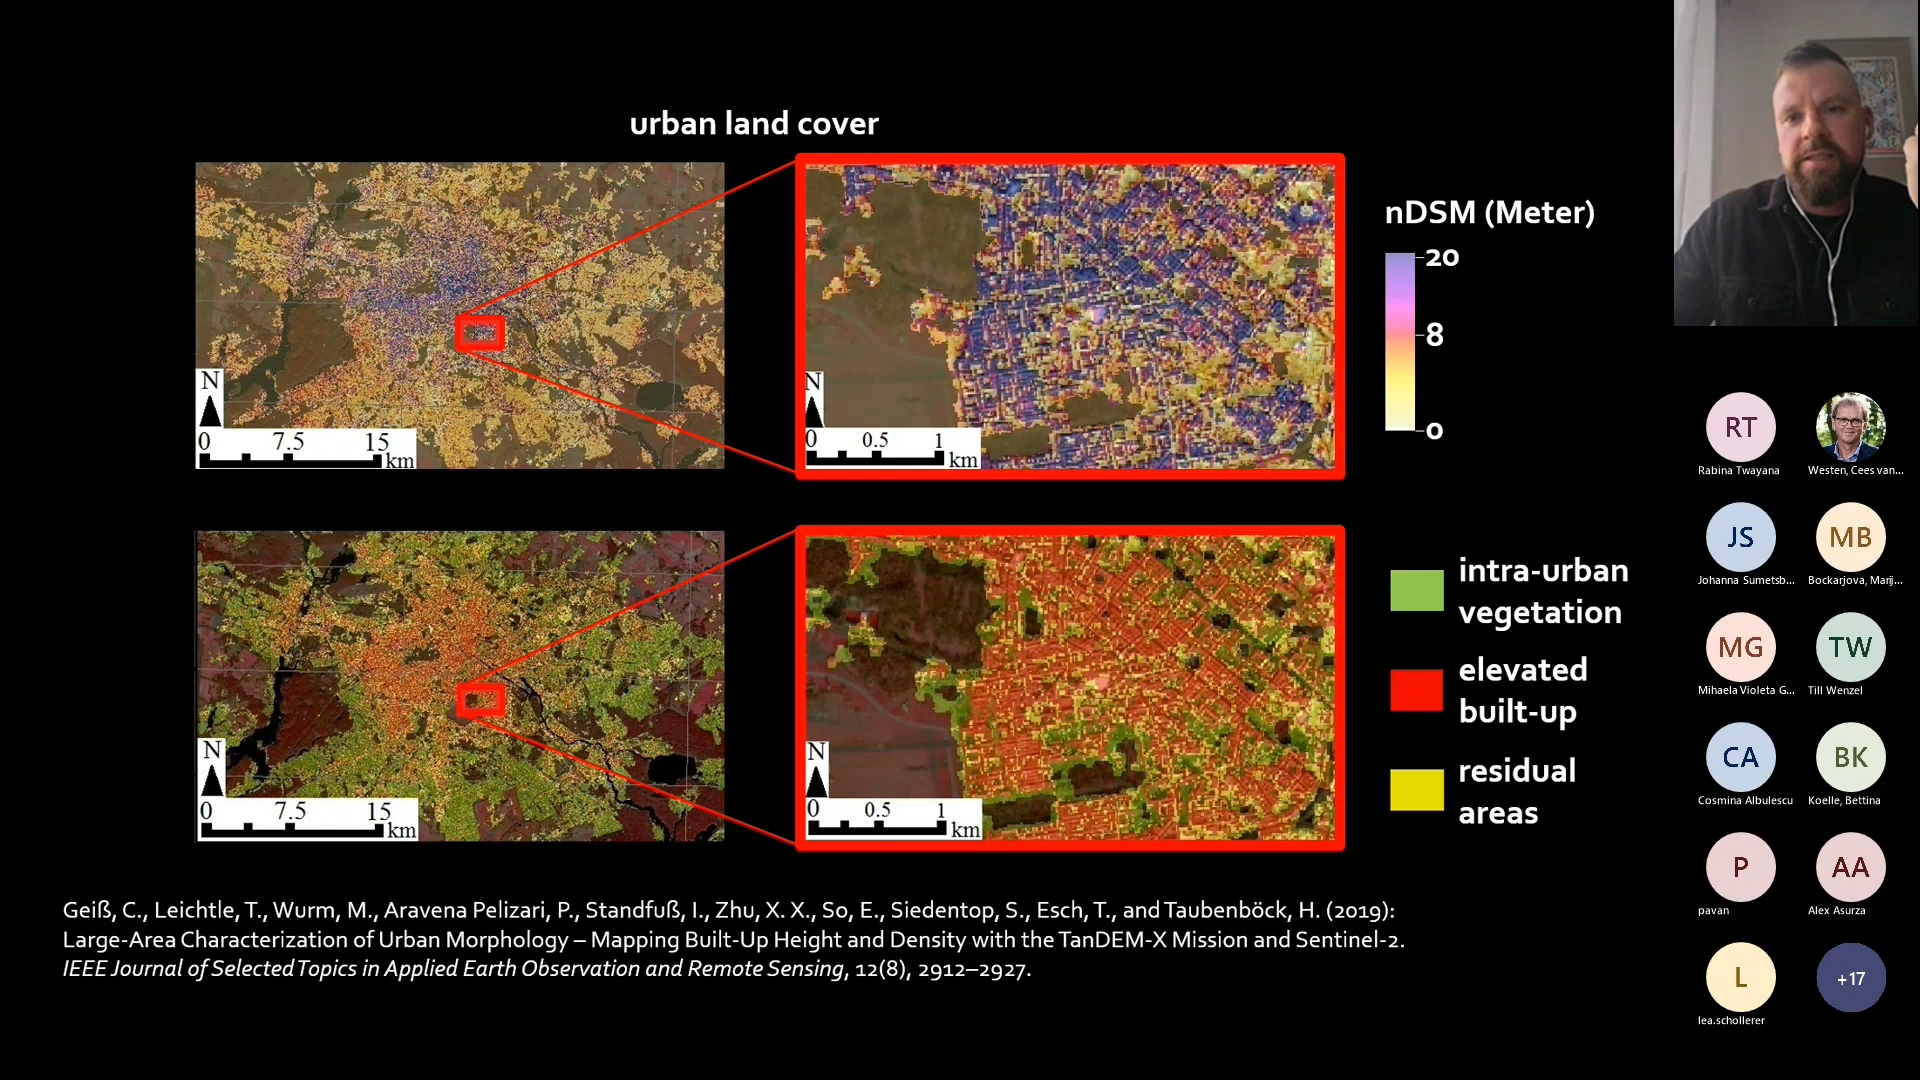 urban land cover
N
0 7.5 15
km
N
0 0.5 1
km
nDSM (Meter)
20
8
0
N
0 7.5 15
km
N
0 0.5 1
km
intra-urban
vegetation
elevated
built-up
residual
areas
Geiß, C., Leichtle, T., Wurm, M., Aravena Pelizari, P., Standfuß, I., Zhu, X. X., So, E., Siedentop, S., Esch, T., and Taubenböck, H. (2019):
Large-Area Characterization of Urban Morphology – Mapping Built-Up Height and Density with the TanDEM-X Mission and Sentinel-2.
IEEE Journal of Selected Topics in Applied Earth Observation and Remote Sensing, 12(8), 2912–2927.
RT
Rabina Twayana
Westen, Cees van...
JS
MB
Johanna Sumetsb...
Bockarjova, Marij...
MG
TW
Mihaela Violeta G...
Till Wenzel
CA
BK
Cosmina Albulescu
Koelle, Bettina
P
AA
pavan
Alex Asurza
L
+17
lea.schollerer